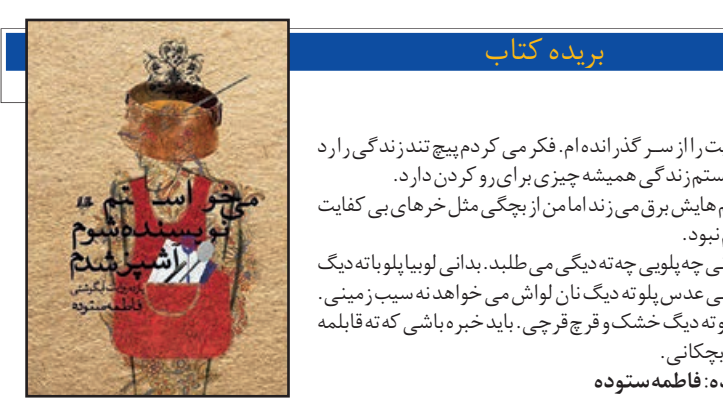 بریده کتاب
ت را از سر گذرانده ام. فکر می کردم پیچ تند زندگی را رد
ستم زندگی همیشه چیزی برای رو کردن دارد.
م هایش برق می زند اما من از بچگی مثل خرهای بی کفایت
نبود.
ی چه پلویی چه ته دیگی می طلبد. بدانی لوبیا پلو با ته دیگ
ی عدس پلو ته دیگ نان لواش می خواهد نه سیب زمینی.
و ته دیگ خشک و قرچ قرچی. باید خبره باشی که ته قابلمه
بچکانی.
ده: فاطمه ستوده
می خواستم
نویسنده شوم
آشپز شدم
فاطمه ستوده